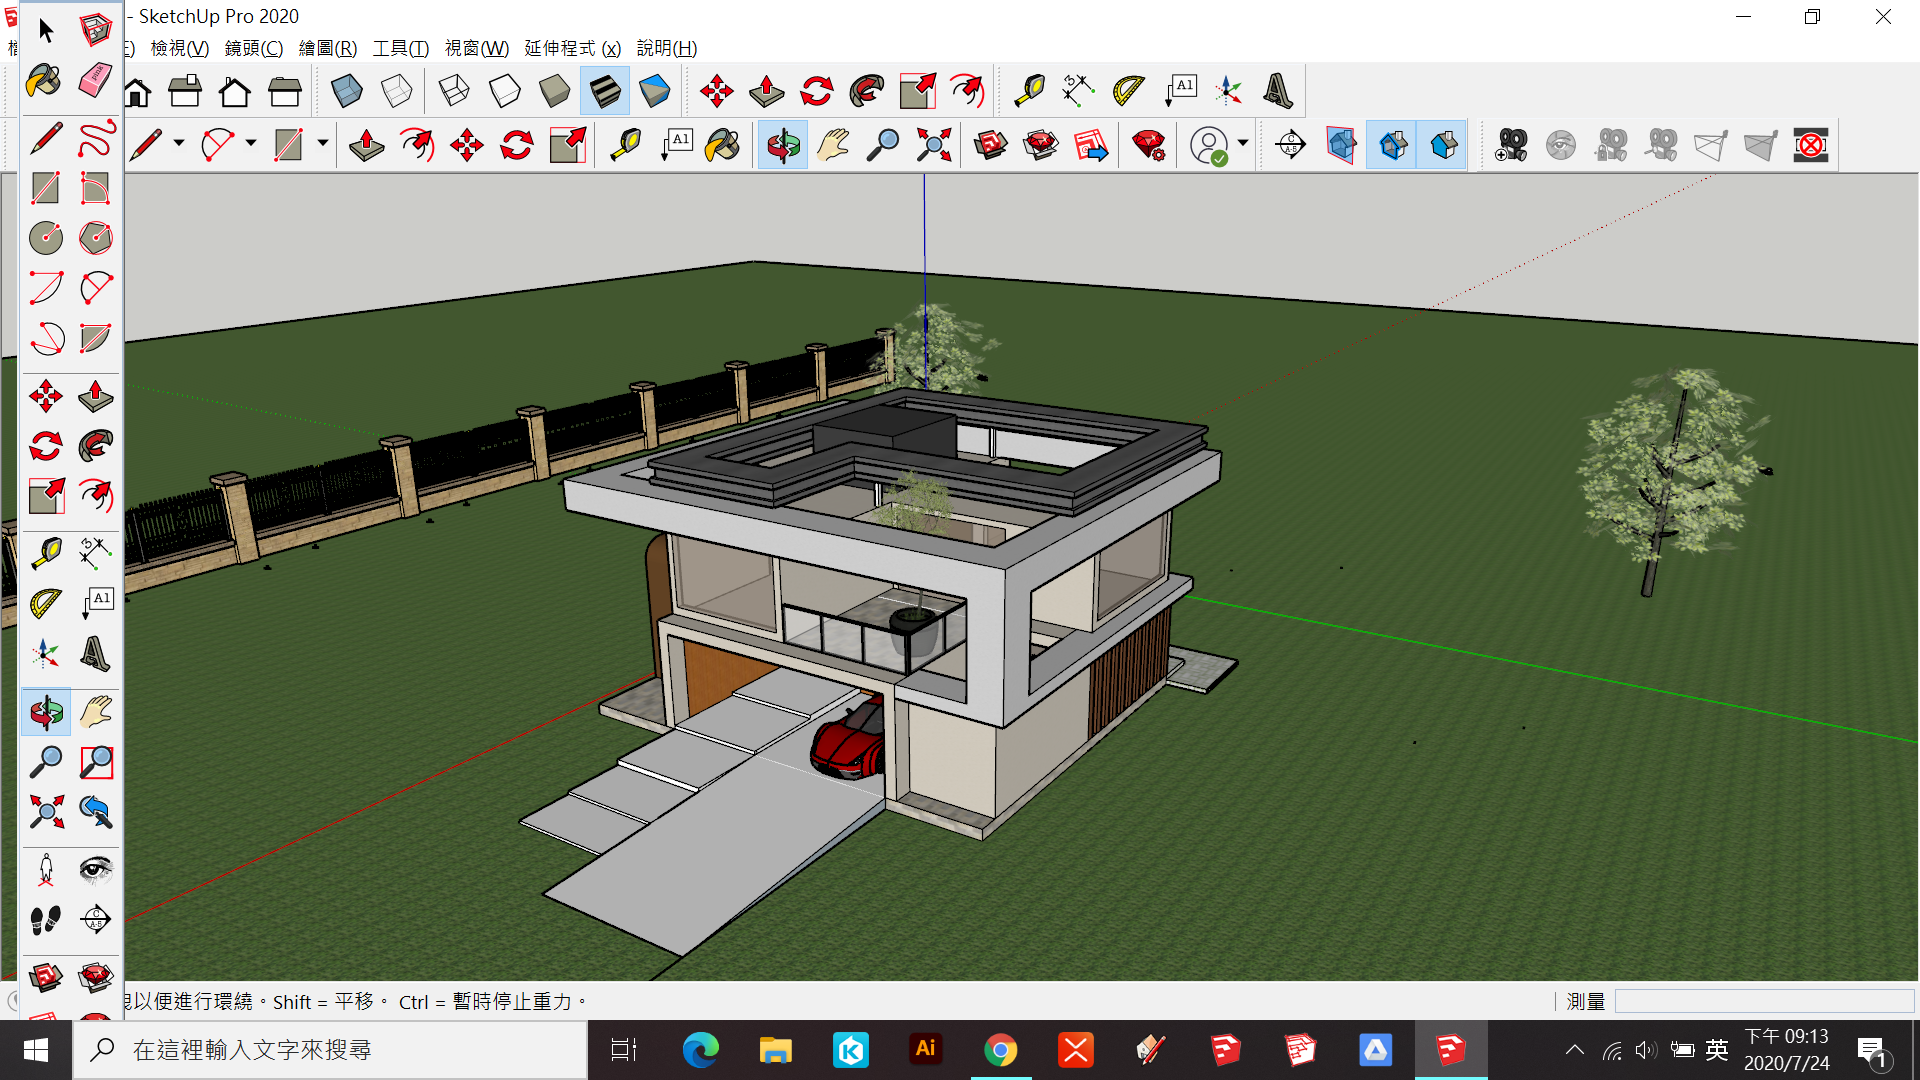 - SketchUp Pro 2020
檢視(V) 鏡頭(C) 繪圖(R) 工具(T) 視窗(W) 延伸程式 (x) 說明(H)
A1
A1
A1
以便進行環繞。Shift = 平移。 Ctrl = 暫時停止重力。
測量
在這裡輸入文字來搜尋
Ai
英
下午 09:13
2020/7/24
1